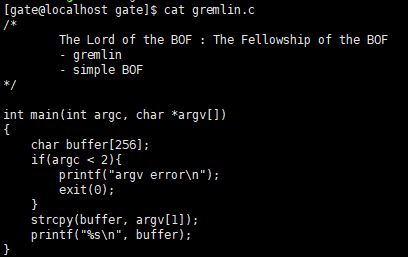 [gate@localhost gate]$ cat gremlin.c
/*
        The Lord of the BOF : The Fellowship of the BOF
        - gremlin
        - simple BOF
*/

int main(int argc, char *argv[])
{
    char buffer[256];
    if(argc < 2){
        printf("argv error\n");
        exit(0);
    }
    strcpy(buffer, argv[1]);
    printf("%s\n", buffer);
}